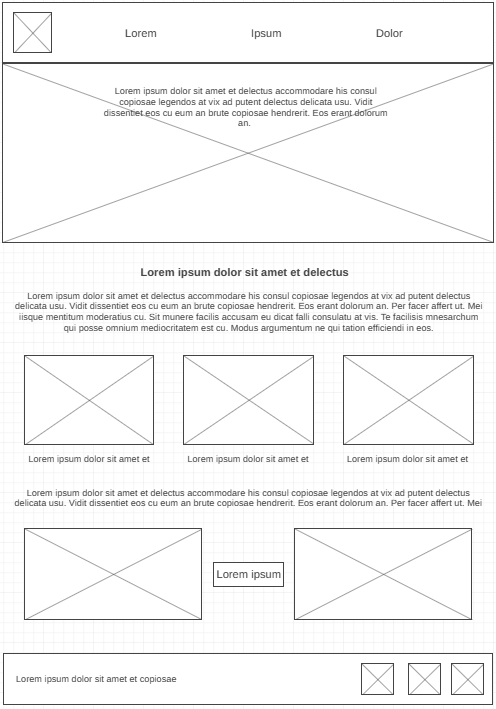 Lorem
Ipsum
Dolor
Lorem ipsum dolor sit amet et delectus accommodare his consul
copiosae legendos at vix ad putent delectus delicata usu. Vidit
dissentiet eos cu eum an brute copiosae hendrerit. Eos erant dolorum
an.
Lorem ipsum dolor sit amet et delectus
Lorem ipsum dolor sit amet et delectus accommodare his consul copiosae legendos at vix ad putent delectus
delicata usu. Vidit dissentiet eos cu eum an brute copiosae hendrerit. Eos erant dolorum an. Per facer affert ut. Mei
iisque mentitum moderatius cu. Sit munere facilis accusam eu dicat falli consulatu at vis. Te facilisis mnesarchum
qui posse omnium mediocritatem est cu. Modus argumentum ne qui tation efficiendi in eos.
Lorem ipsum dolor sit amet et
Lorem ipsum dolor sit amet et
Lorem ipsum dolor sit amet et
Lorem ipsum dolor sit amet et delectus accommodare his consul copiosae legendos at vix ad putent delectus
delicata usu. Vidit dissentiet eos cu eum an brute copiosae hendrerit. Eos erant dolorum an. Per facer affert ut. Mei
Lorem ipsum
Lorem ipsum dolor sit amet et copiosae